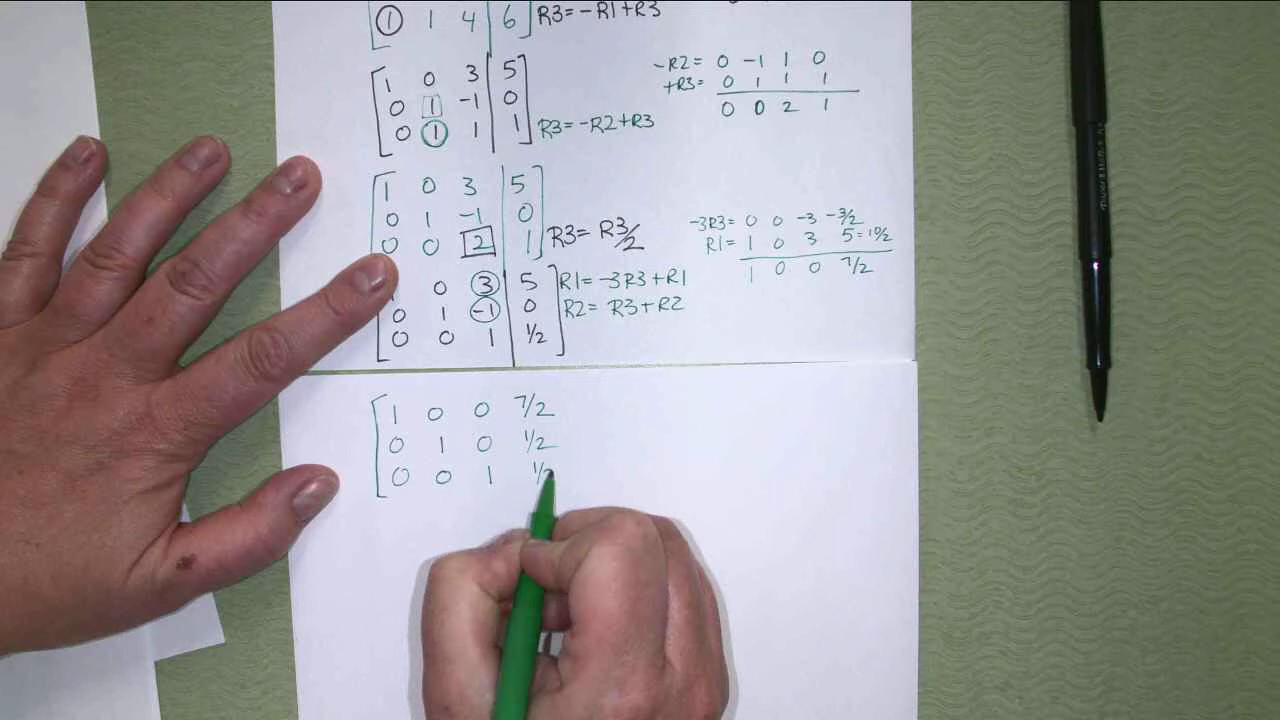 1 1 4 | 6 R3=-R1+R3
1 0 3 | 5
0 1 -1 | 0
0 1 1 | 1 R3=-R2+R3
-R2= 0 -1 1 0
+R3= 0 1 1 1
0 0 2 1
1 0 3 | 5
0 1 -1 | 0
0 0 2 | 1 R3= R3/2
-3R3= 0 0 -3 -3/2
R1= 1 0 3 5=10/2
1 0 0 7/2
1 0 3 | 5 R1= -3R3+R1
0 1 -1 | 0 R2= R3+R2
0 0 1 | 1/2
1 0 0 7/2
0 1 0 1/2
0 0 1 1/2